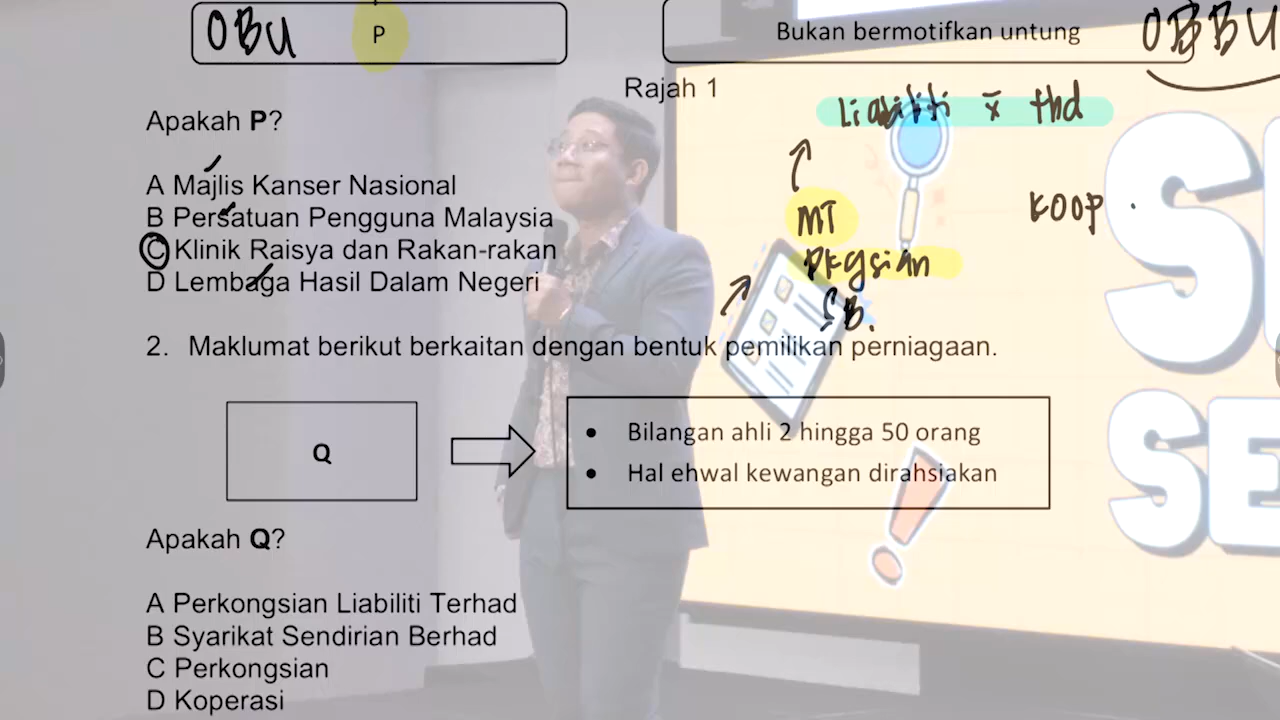 OBU P
Bukan bermotifkan untung OBBU
Rajah 1
Liabiliti x̄ thd
Apakah P?
A Majlis Kanser Nasional
MT KOOP
B Persatuan Pengguna Malaysia
C Klinik Raisya dan Rakan-rakan
Pkgsian
D Lembaga Hasil Dalam Negeri
SB.
2. Maklumat berikut berkaitan dengan bentuk pemilikan perniagaan.
Q
• Bilangan ahli 2 hingga 50 orang
• Hal ehwal kewangan dirahsiakan
Apakah Q?
A Perkongsian Liabiliti Terhad
B Syarikat Sendirian Berhad
C Perkongsian
D Koperasi
S
SE